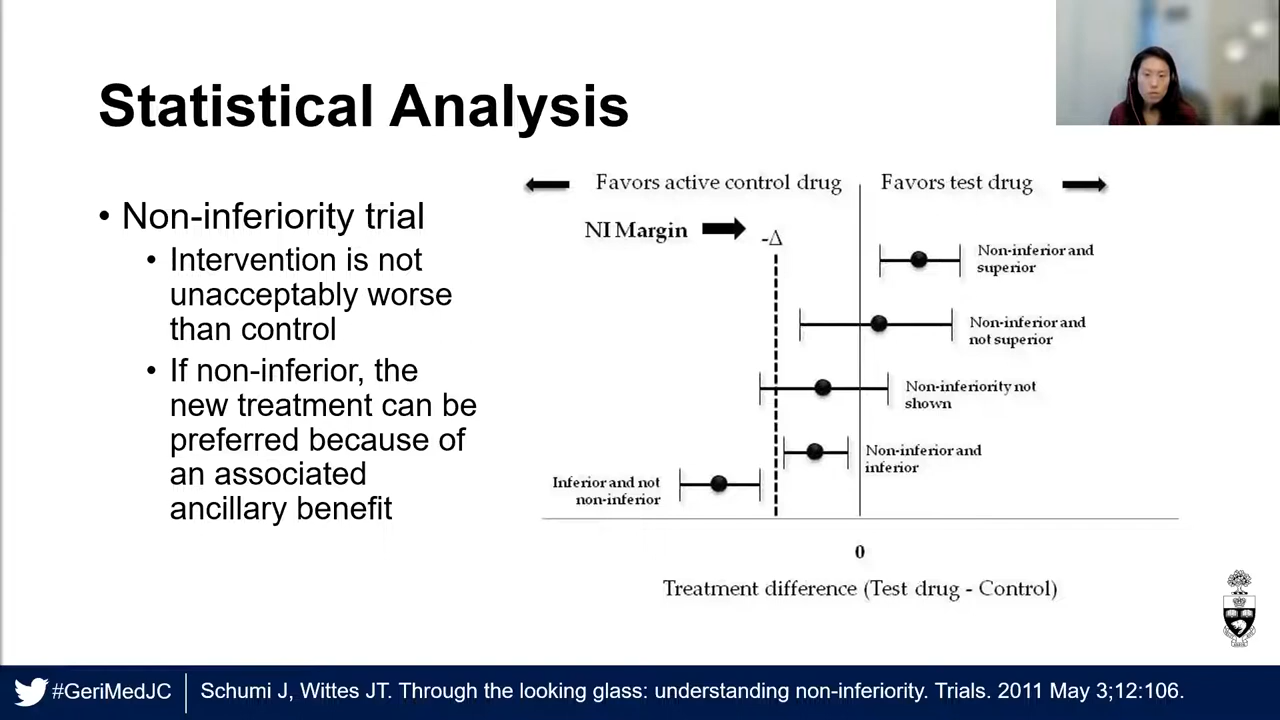 Statistical Analysis
• Non-inferiority trial
• Intervention is not
unacceptably worse
than control
• If non-inferior, the
new treatment can be
preferred because of
an associated
ancillary benefit
Favors active control drug
Favors test drug
NI Margin
-Δ
Non-inferior and
superior
Non-inferior and
not superior
Non-inferiority not
shown
Non-inferior and
inferior
Inferior and not
non-inferior
0
Treatment difference (Test drug - Control)
#GeriMedJC
Schumi J, Wittes JT. Through the looking glass: understanding non-inferiority. Trials. 2011 May 3;12:106.